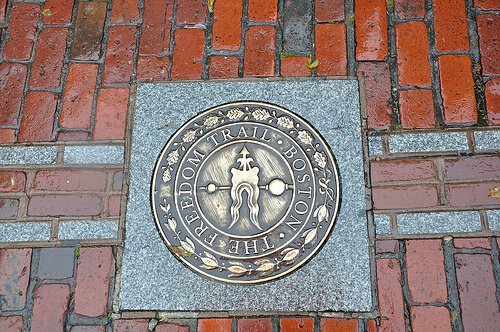 THE FREEDOM TRAIL · BOSTON ·